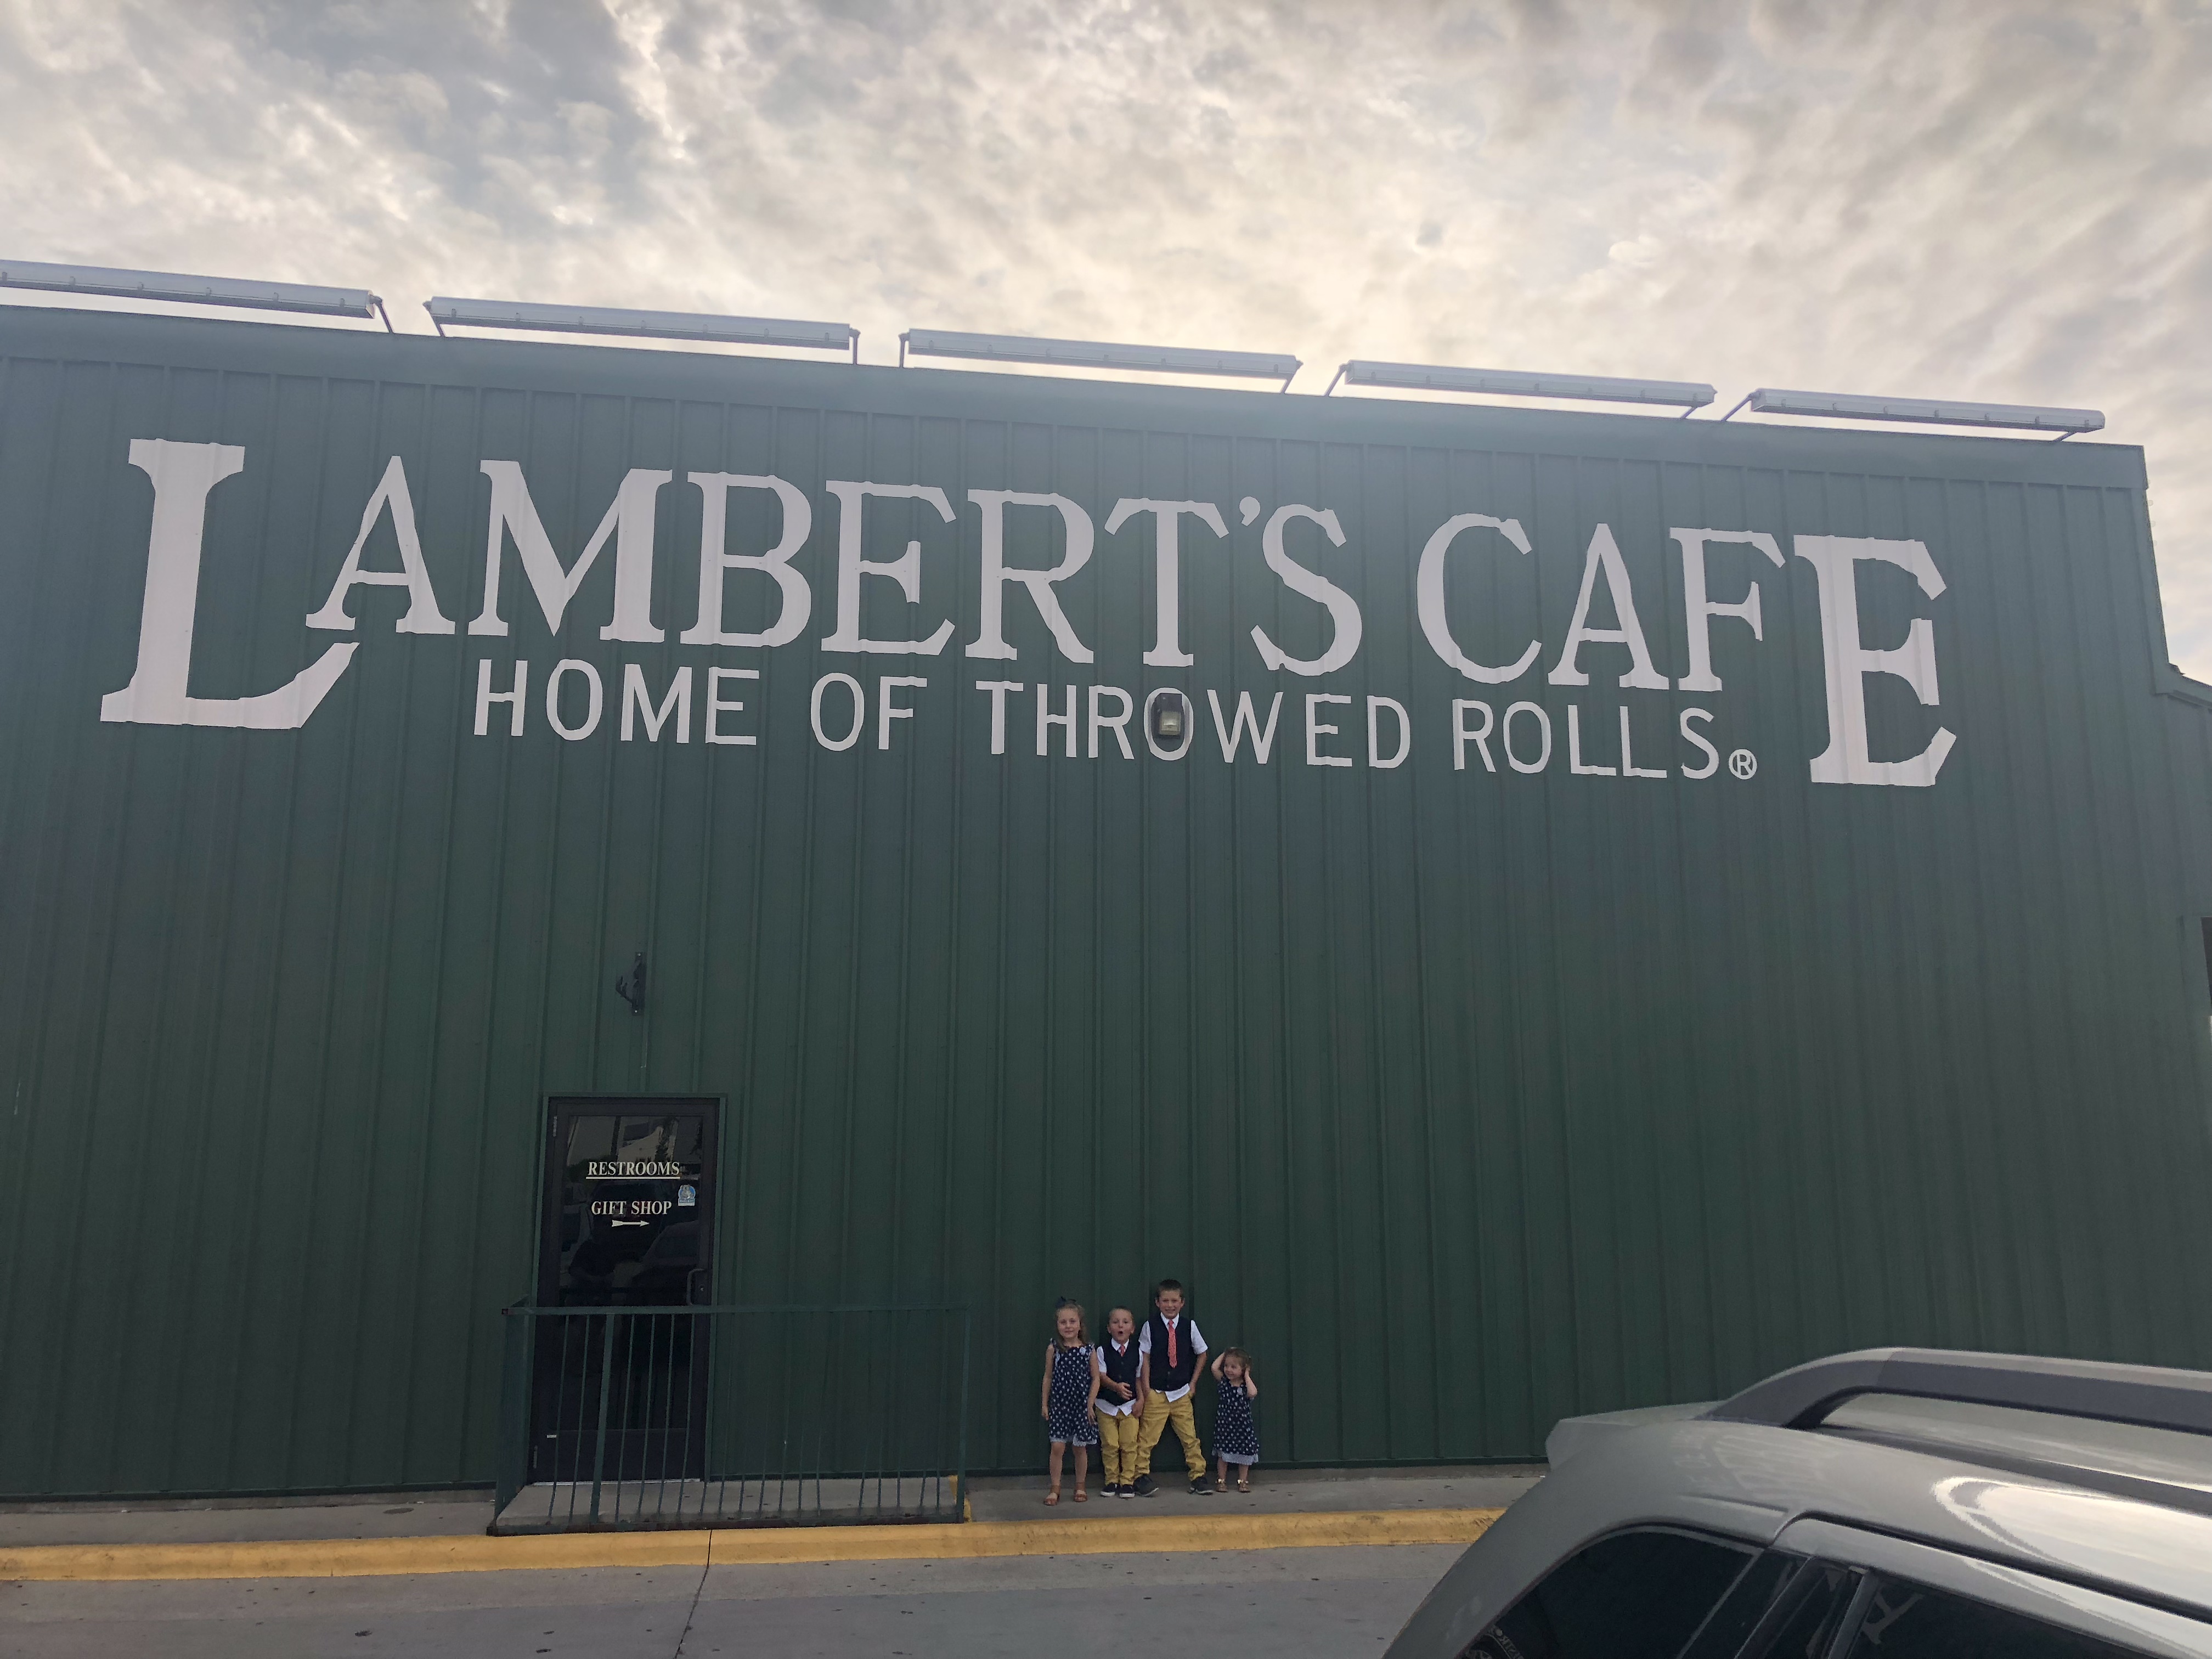 LAMBERT'S CAFE
HOME OF THROWED ROLLS®
RESTROOMS
GIFT SHOP